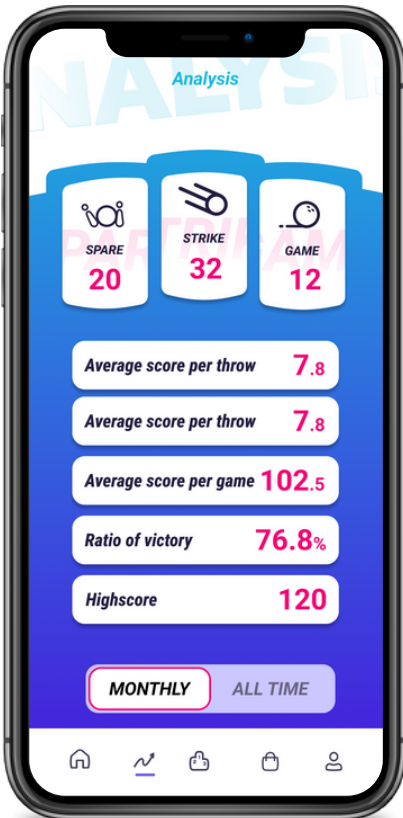 ANALYSIS
Analysis
SPARE
20
STRIKE
32
GAME
12
Average score per throw 7.8
Average score per throw 7.8
Average score per game 102.5
Ratio of victory 76.8%
Highscore 120
MONTHLY ALL TIME